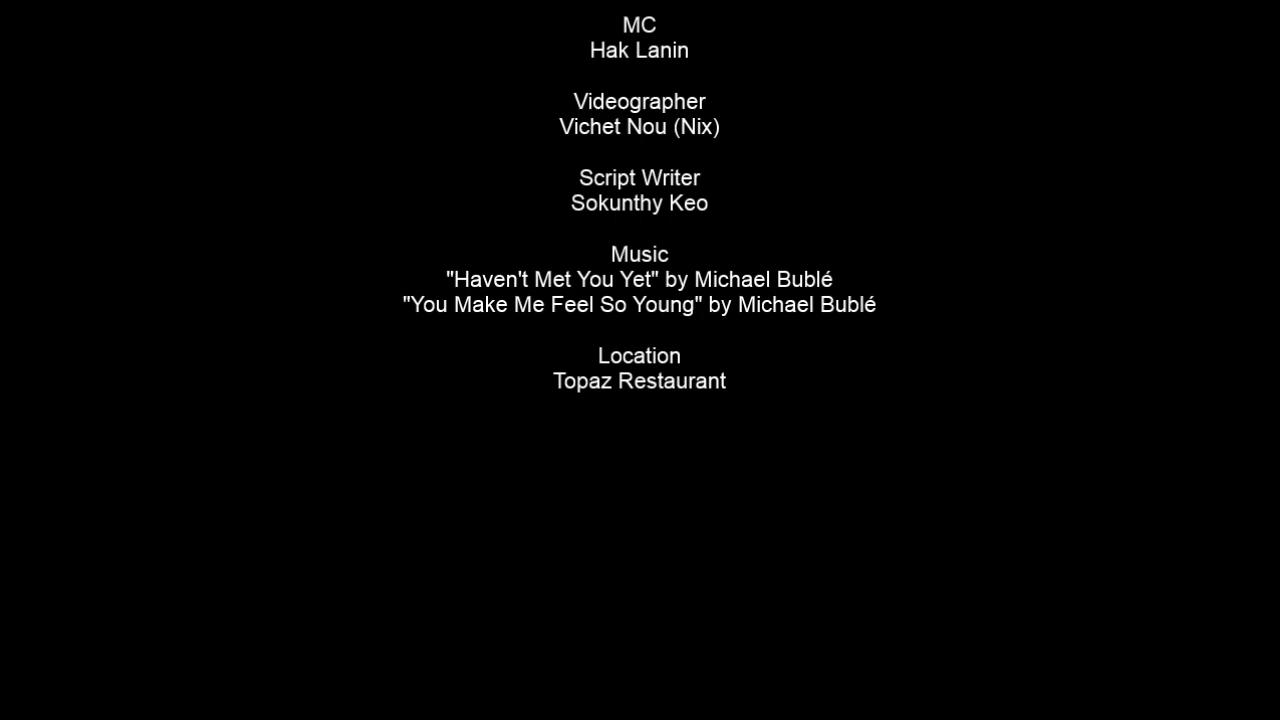 MC
Hak Lanin
Videographer
Vichet Nou (Nix)
Script Writer
Sokunthy Keo
Music
"Haven't Met You Yet" by Michael Bublé
"You Make Me Feel So Young" by Michael Bublé
Location
Topaz Restaurant